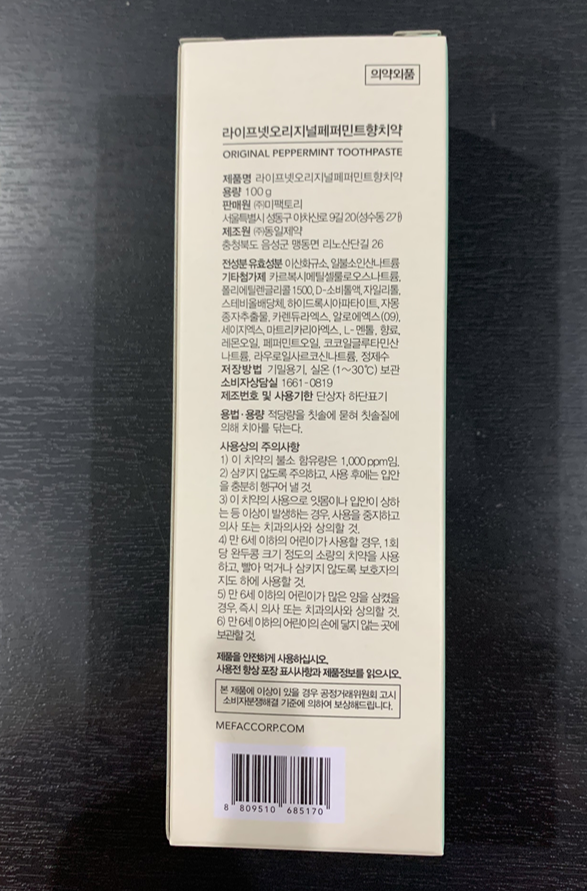 의약외품
라이프넷오리지널페퍼민트향치약
ORIGINAL PEPPERMINT TOOTHPASTE
제품명 라이프넷오리지널페퍼민트향치약
용량 100g
판매원 ㈜미팩토리
서울특별시 성동구 아차산로 9길 20(성수동 2가)
제조원 ㈜동일제약
충청북도 음성군 맹동면 리노산단길 26
전성분 유효성분 이산화규소, 일불소인산나트륨
기타첨가제 카르복시메틸셀룰로오스나트륨,
폴리에틸렌글리콜 1500, D-소비톨액, 자일리톨,
스테비올배당체, 하이드록시아파타이트, 자몽
종자추출물, 카렌듀라엑스, 알로에엑스(09),
세이지엑스, 마트리카리아엑스, L-멘톨, 향료,
레몬오일, 페퍼민트오일, 코코일글루타민산
나트륨, 라우로일사르코신나트륨, 정제수
저장방법 기밀용기, 실온 (1~30℃) 보관
소비자상담실 1661-0819
제조번호 및 사용기한 단상자 하단표기
용법·용량 적당량을 칫솔에 묻혀 칫솔질에
의해 치아를 닦는다.
사용상의 주의사항
1) 이 치약의 불소 함유량은 1,000ppm임.
2) 삼키지 않도록 주의하고, 사용 후에는 입안
을 충분히 헹구어 낼 것.
3) 이 치약의 사용으로 잇몸이나 입안이 상하
는 등 이상이 발생하는 경우, 사용을 중지하고
의사 또는 치과의사와 상의할 것.
4) 만 6세 이하의 어린이가 사용할 경우, 1회
당 완두콩 크기 정도의 소량의 치약을 사용
하고, 빨아 먹거나 삼키지 않도록 보호자의
지도 하에 사용할 것.
5) 만 6세 이하의 어린이가 많은 양을 삼켰을
경우, 즉시 의사 또는 치과의사와 상의할 것.
6) 만 6세 이하의 어린이의 손에 닿지 않는 곳에
보관할 것.
제품을 안전하게 사용하십시오.
사용전 항상 포장 표시사항과 제품정보를 읽으시오.
본 제품에 이상이 있을 경우 공정거래위원회 고시
소비자분쟁해결 기준에 의하여 보상해드립니다.
MEFACCORP.COM
8 809510 685170